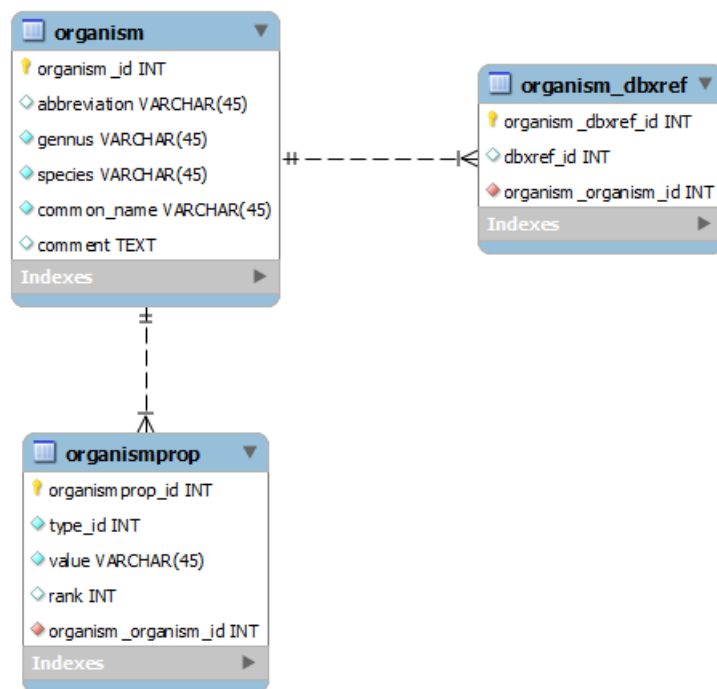 organism
organism_id INT
abbreviation VARCHAR(45)
gennus VARCHAR(45)
species VARCHAR(45)
common_name VARCHAR(45)
comment TEXT
Indexes
organism_dbxref
organism_dbxref_id INT
dbxref_id INT
organism_organism_id INT
Indexes
organismprop
organismprop_id INT
type_id INT
value VARCHAR(45)
rank INT
organism_organism_id INT
Indexes